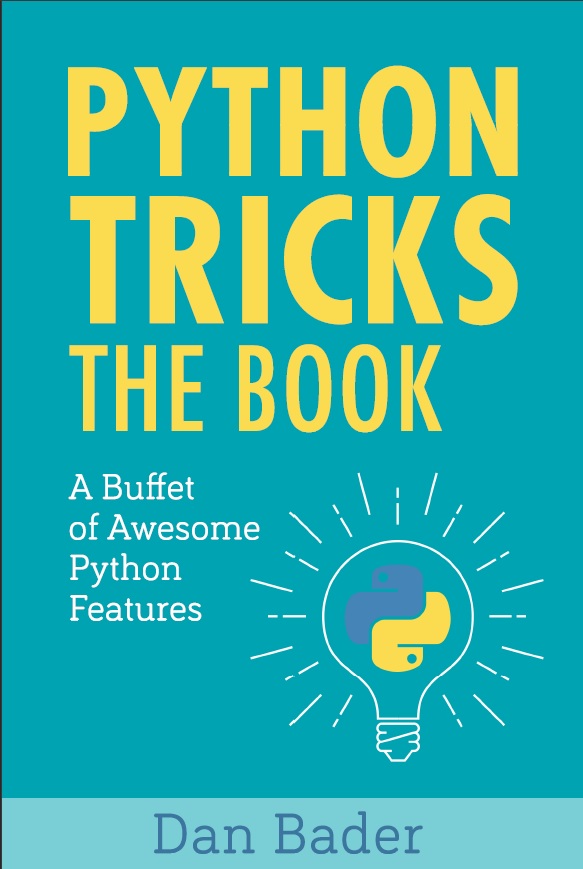 PYTHON
TRICKS
THE BOOK
A Buffet
of Awesome
Python
Features
Dan Bader